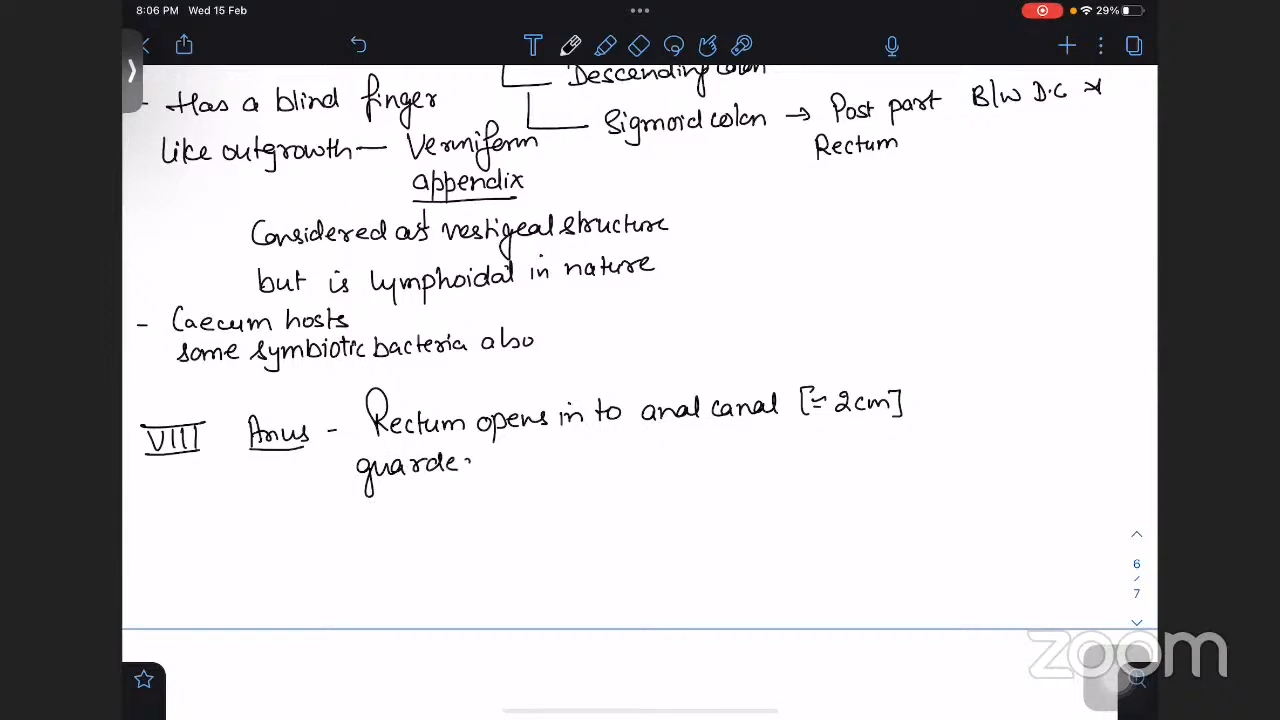 8:06 PM Wed 15 Feb
29%
Descending colon
- Has a blind finger
B/W D.C &
Sigmoid colon → Post part
Rectum
like outgrowth — Vermiform
appendix
Considered as vestigeal structure
but is lymphoidal in nature
- Caecum hosts
some symbiotic bacteria also
VIII Anus - Rectum opens in to anal canal [≈ 2cm]
guarde
6
/
7
zoom